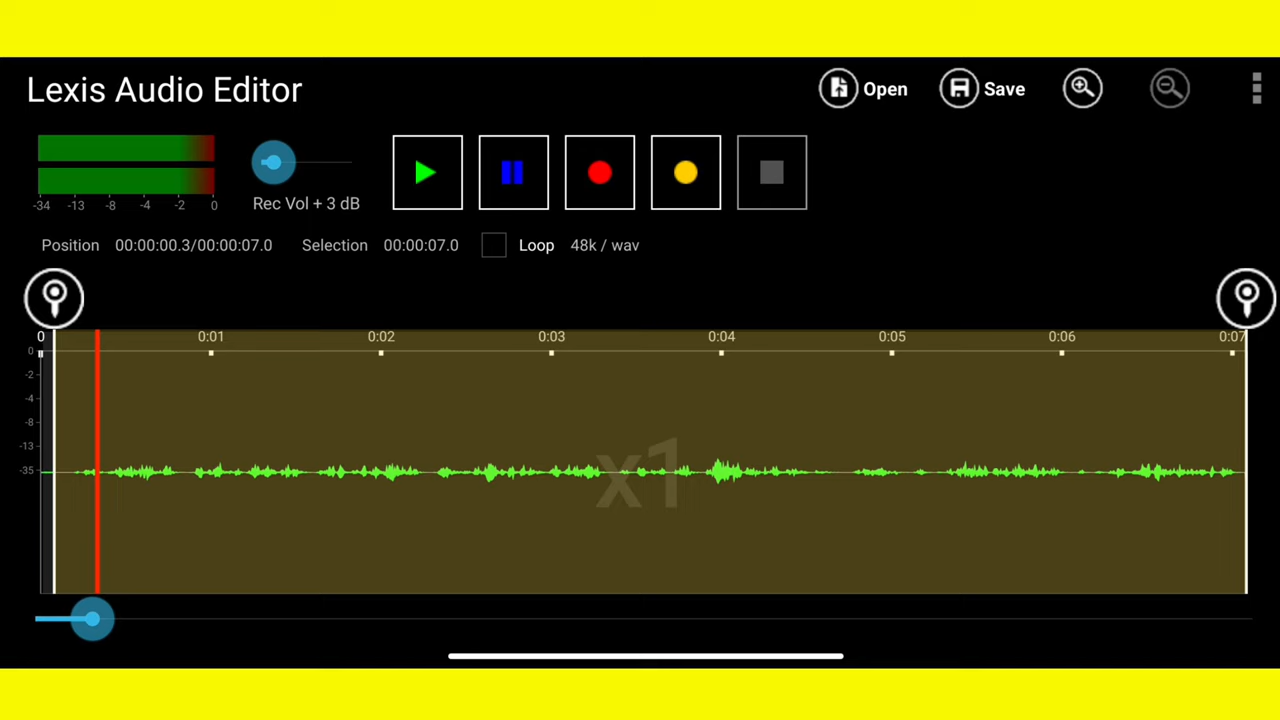 Lexis Audio Editor Open Save
-34 -13 -8 -4 -2 0
Rec Vol + 3 dB
Position 00:00:00.3/00:00:07.0 Selection 00:00:07.0 Loop 48k / wav
0 0:01 0:02 0:03 0:04 0:05 0:06 0:07
0
-2
-4
-8
-13
-35
x1